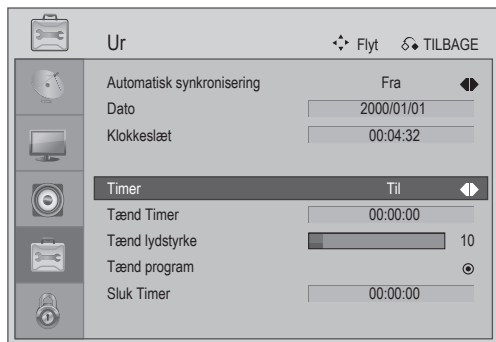 Ur Flyt TILBAGE
Automatisk synkronisering Fra
Dato 2000/01/01
Klokkeslæt 00:04:32
Timer Til
Tænd Timer 00:00:00
Tænd lydstyrke 10
Tænd program
Sluk Timer 00:00:00